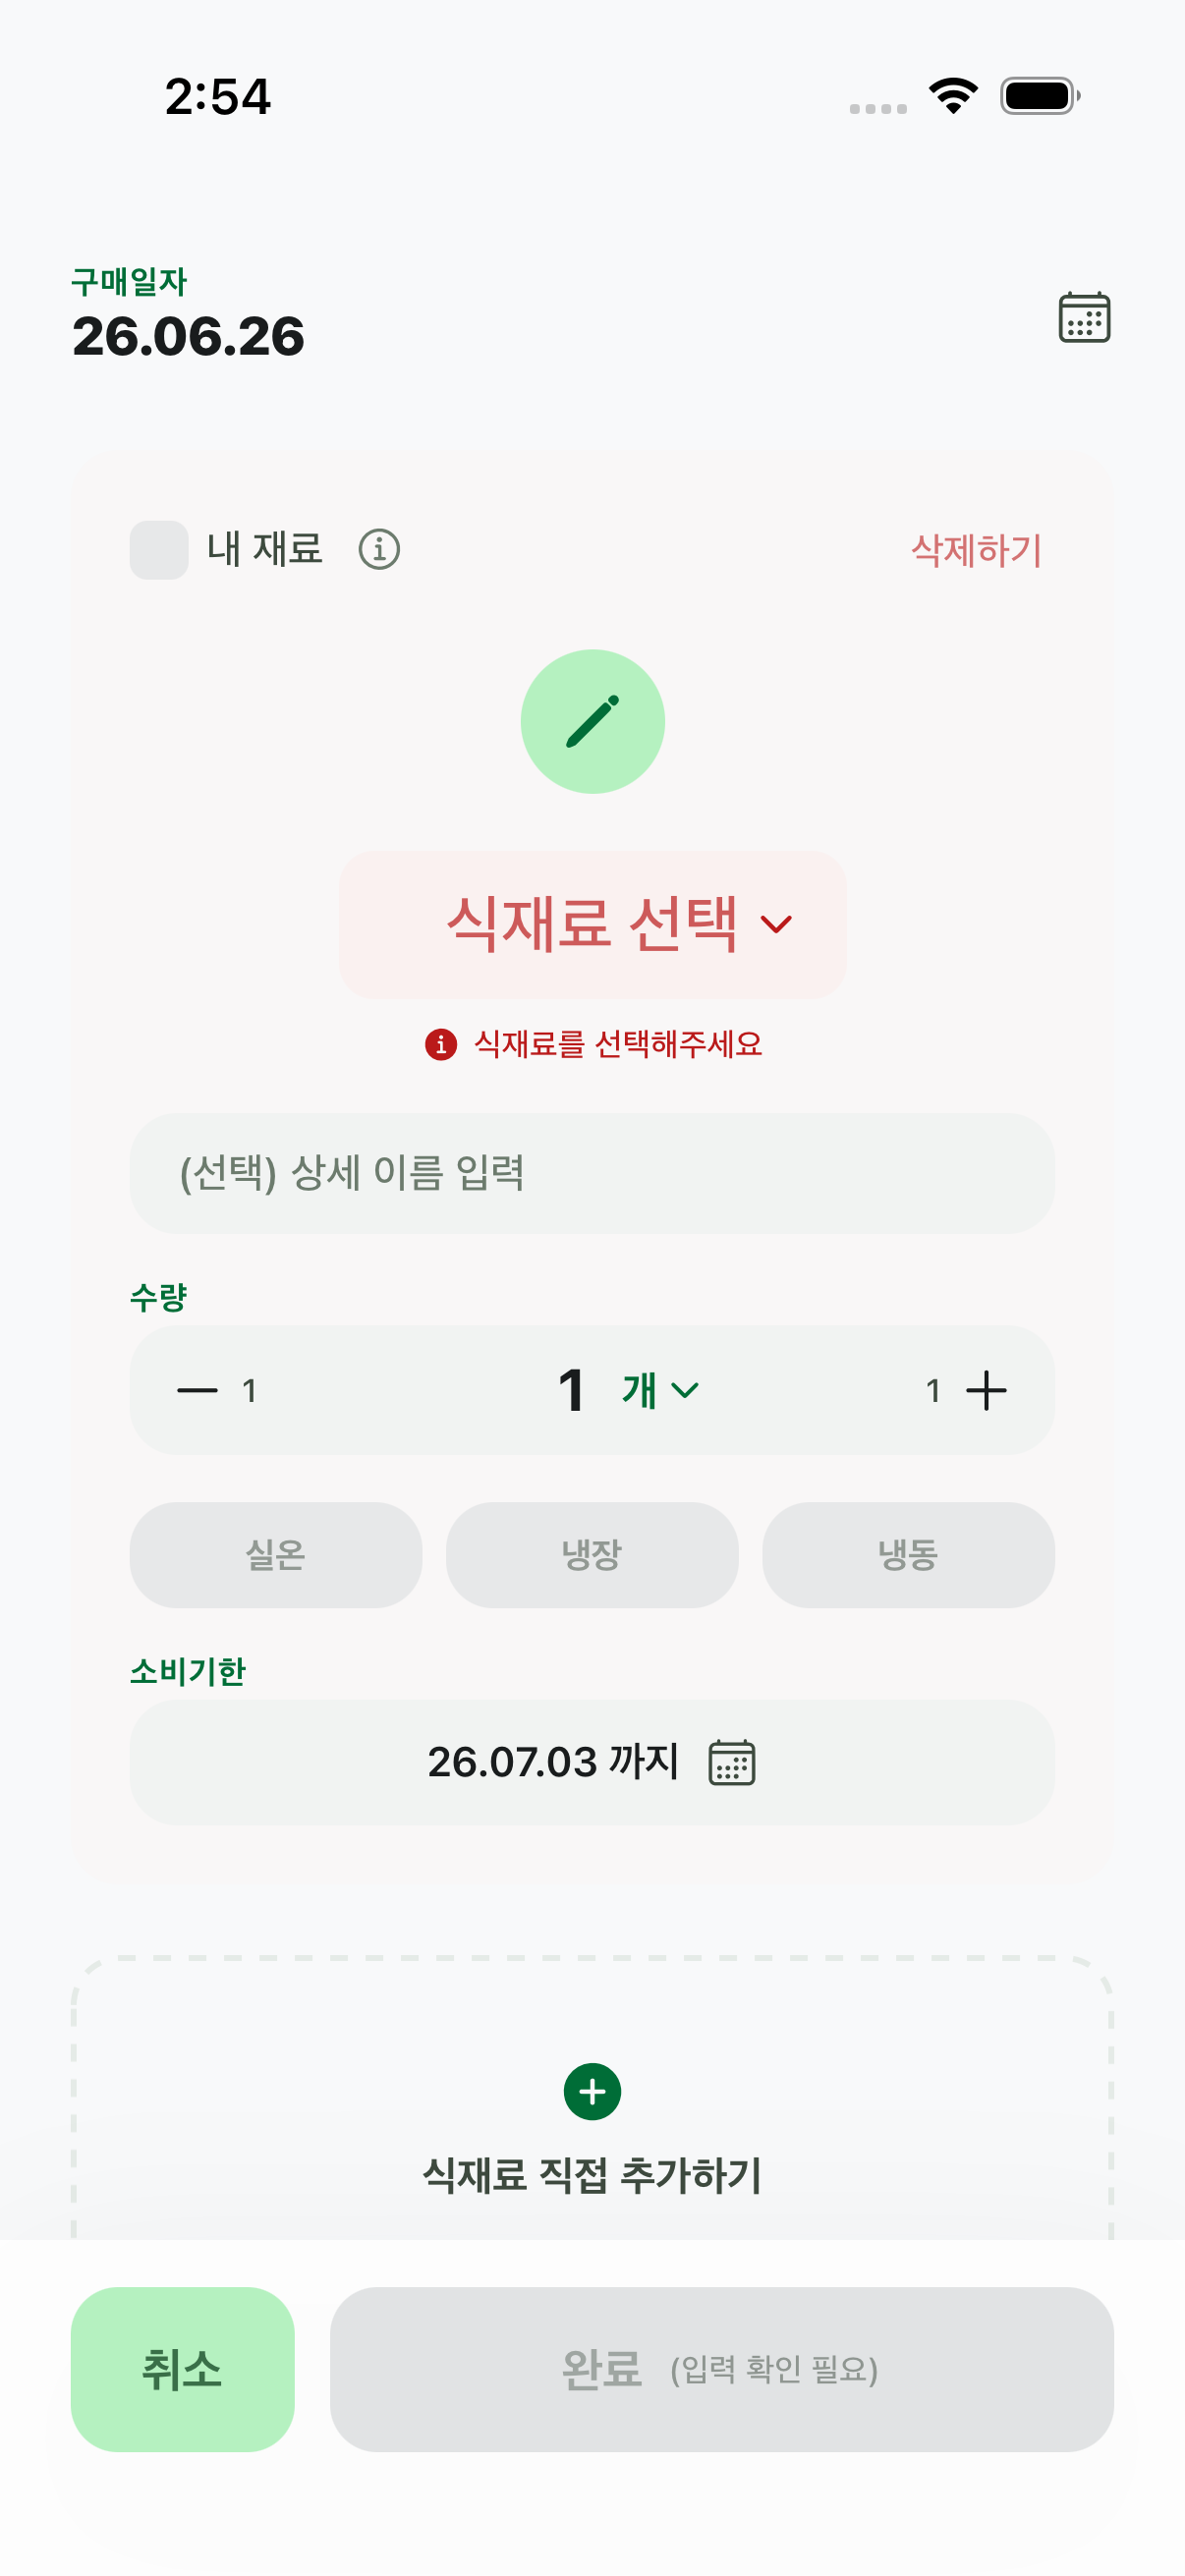 2:54
구매일자
26.06.26
내 재료
삭제하기
식재료 선택
식재료를 선택해주세요
(선택) 상세 이름 입력
수량
1 1 개 1
실온 냉장 냉동
소비기한
26.07.03 까지
식재료 직접 추가하기
취소 완료 (입력 확인 필요)